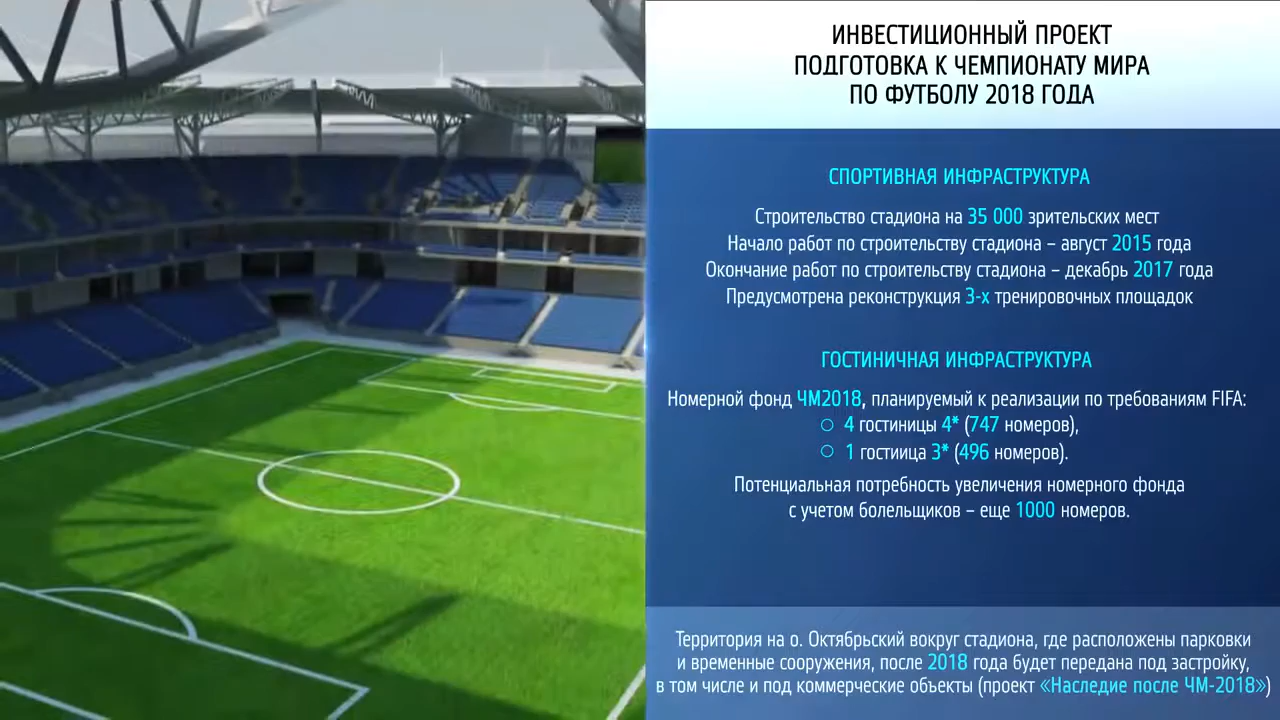 ИНВЕСТИЦИОННЫЙ ПРОЕКТ
ПОДГОТОВКА К ЧЕМПИОНАТУ МИРА
ПО ФУТБОЛУ 2018 ГОДА
СПОРТИВНАЯ ИНФРАСТРУКТУРА
Строительство стадиона на 35 000 зрительских мест
Начало работ по строительству стадиона – август 2015 года
Окончание работ по строительству стадиона – декабрь 2017 года
Предусмотрена реконструкция 3-х тренировочных площадок
ГОСТИНИЧНАЯ ИНФРАСТРУКТУРА
Номерной фонд ЧМ2018, планируемый к реализации по требованиям FIFA:
○ 4 гостиницы 4* (747 номеров),
○ 1 гостиица 3* (496 номеров).
Потенциальная потребность увеличения номерного фонда
с учетом болельщиков – еще 1000 номеров.
Территория на о. Октябрьский вокруг стадиона, где расположены парковки
и временные сооружения, после 2018 года будет передана под застройку,
в том числе и под коммерческие объекты (проект «Наследие после ЧМ-2018»)